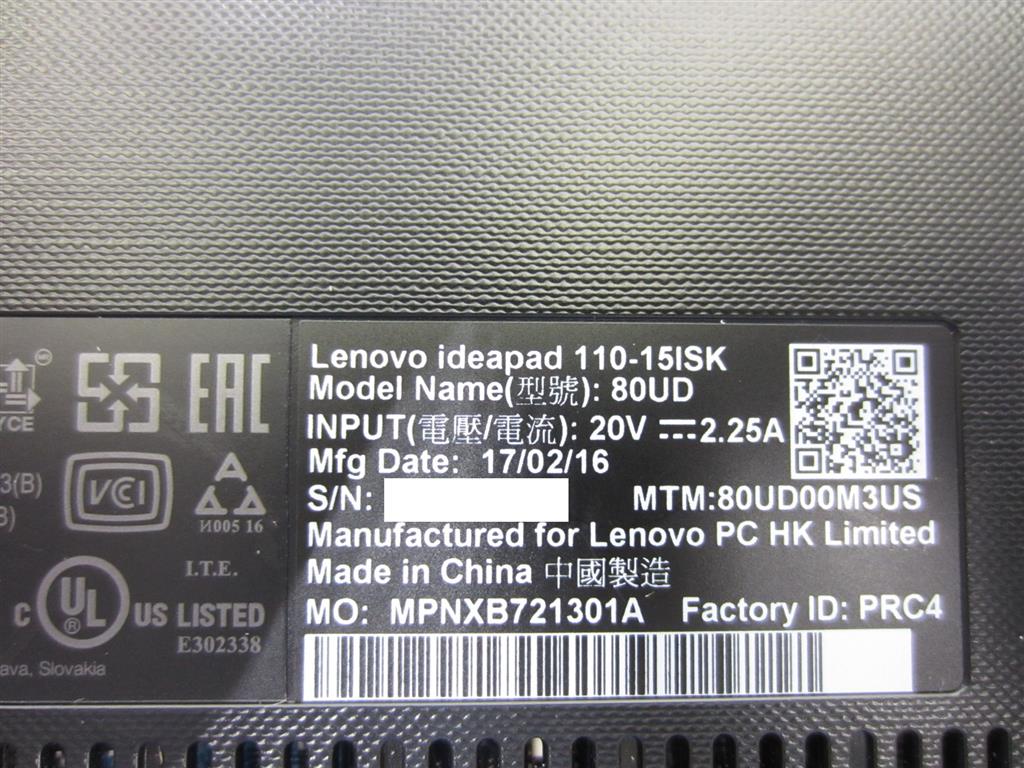 YCE
EAC
3(B)
VCI
И005 16
I.T.E.
C UL ® US LISTED
E302338
ava, Slovakia
Lenovo ideapad 110-15ISK
Model Name(型號): 80UD
INPUT(電壓/電流): 20V ⎓2.25A
Mfg Date: 17/02/16
S/N: MTM:80UD00M3US
Manufactured for Lenovo PC HK Limited
Made in China 中國製造
MO: MPNXB721301A Factory ID: PRC4